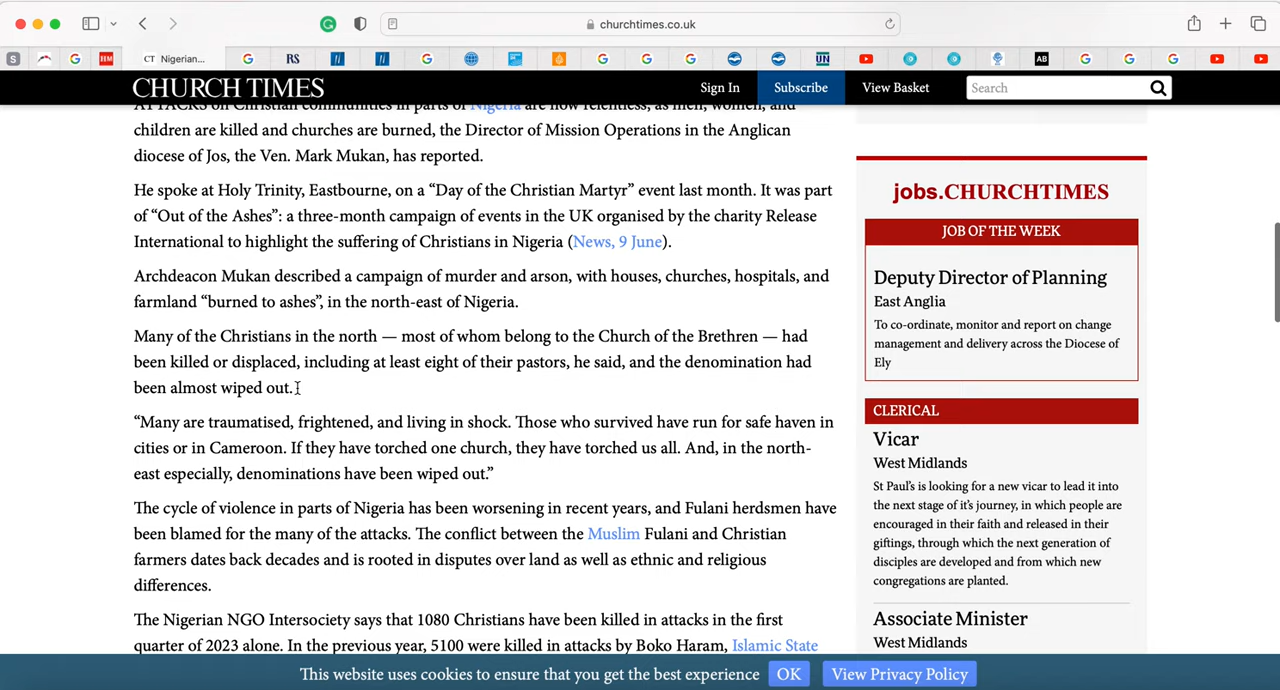 churchtimes.co.uk
Nigerian...
CHURCH TIMES
Sign In
Subscribe
View Basket
Search
ATTACKS on Christian communities in parts of Nigeria are now relentless, as men, women, and
children are killed and churches are burned, the Director of Mission Operations in the Anglican
diocese of Jos, the Ven. Mark Mukan, has reported.
He spoke at Holy Trinity, Eastbourne, on a “Day of the Christian Martyr” event last month. It was part
of “Out of the Ashes”: a three-month campaign of events in the UK organised by the charity Release
International to highlight the suffering of Christians in Nigeria (News, 9 June).
Archdeacon Mukan described a campaign of murder and arson, with houses, churches, hospitals, and
farmland “burned to ashes”, in the north-east of Nigeria.
Many of the Christians in the north — most of whom belong to the Church of the Brethren — had
been killed or displaced, including at least eight of their pastors, he said, and the denomination had
been almost wiped out.
“Many are traumatised, frightened, and living in shock. Those who survived have run for safe haven in
cities or in Cameroon. If they have torched one church, they have torched us all. And, in the north-
east especially, denominations have been wiped out.”
The cycle of violence in parts of Nigeria has been worsening in recent years, and Fulani herdsmen have
been blamed for the many of the attacks. The conflict between the Muslim Fulani and Christian
farmers dates back decades and is rooted in disputes over land as well as ethnic and religious
differences.
The Nigerian NGO Intersociety says that 1080 Christians have been killed in attacks in the first
quarter of 2023 alone. In the previous year, 5100 were killed in attacks by Boko Haram, Islamic State
jobs.CHURCHTIMES
JOB OF THE WEEK
Deputy Director of Planning
East Anglia
To co-ordinate, monitor and report on change
management and delivery across the Diocese of
Ely
CLERICAL
Vicar
West Midlands
St Paul’s is looking for a new vicar to lead it into
the next stage of it’s journey, in which people are
encouraged in their faith and released in their
giftings, through which the next generation of
disciples are developed and from which new
congregations are planted.
Associate Minister
West Midlands
This website uses cookies to ensure that you get the best experience
OK
View Privacy Policy